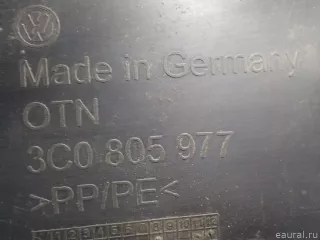 Made in Germany
OTN
3C0 805 977
>PP/PE<
eaural.ru